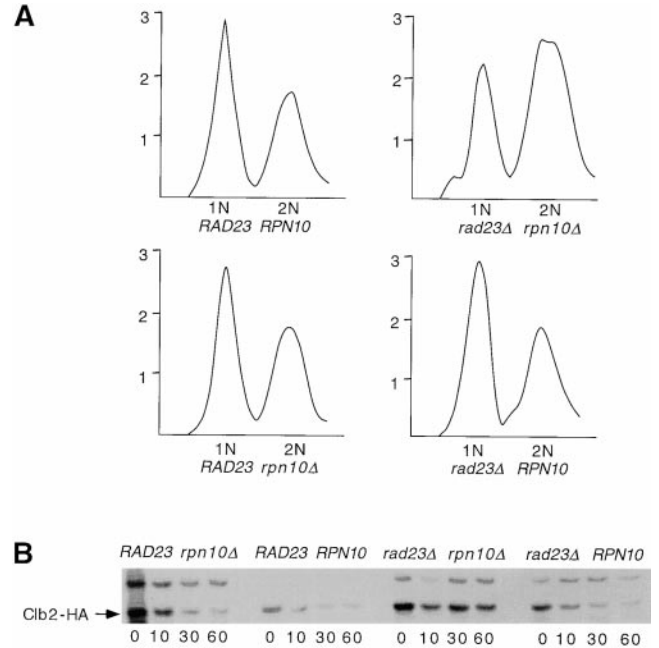 A
3
2
1
1N 2N
RAD23 RPN10
3
2
1
1N 2N
rad23Δ rpn10Δ
3
2
1
1N 2N
RAD23 rpn10Δ
3
2
1
1N 2N
rad23Δ RPN10
B
RAD23 rpn10Δ RAD23 RPN10 rad23Δ rpn10Δ rad23Δ RPN10
Clb2-HA
0 10 30 60 0 10 30 60 0 10 30 60 0 10 30 60